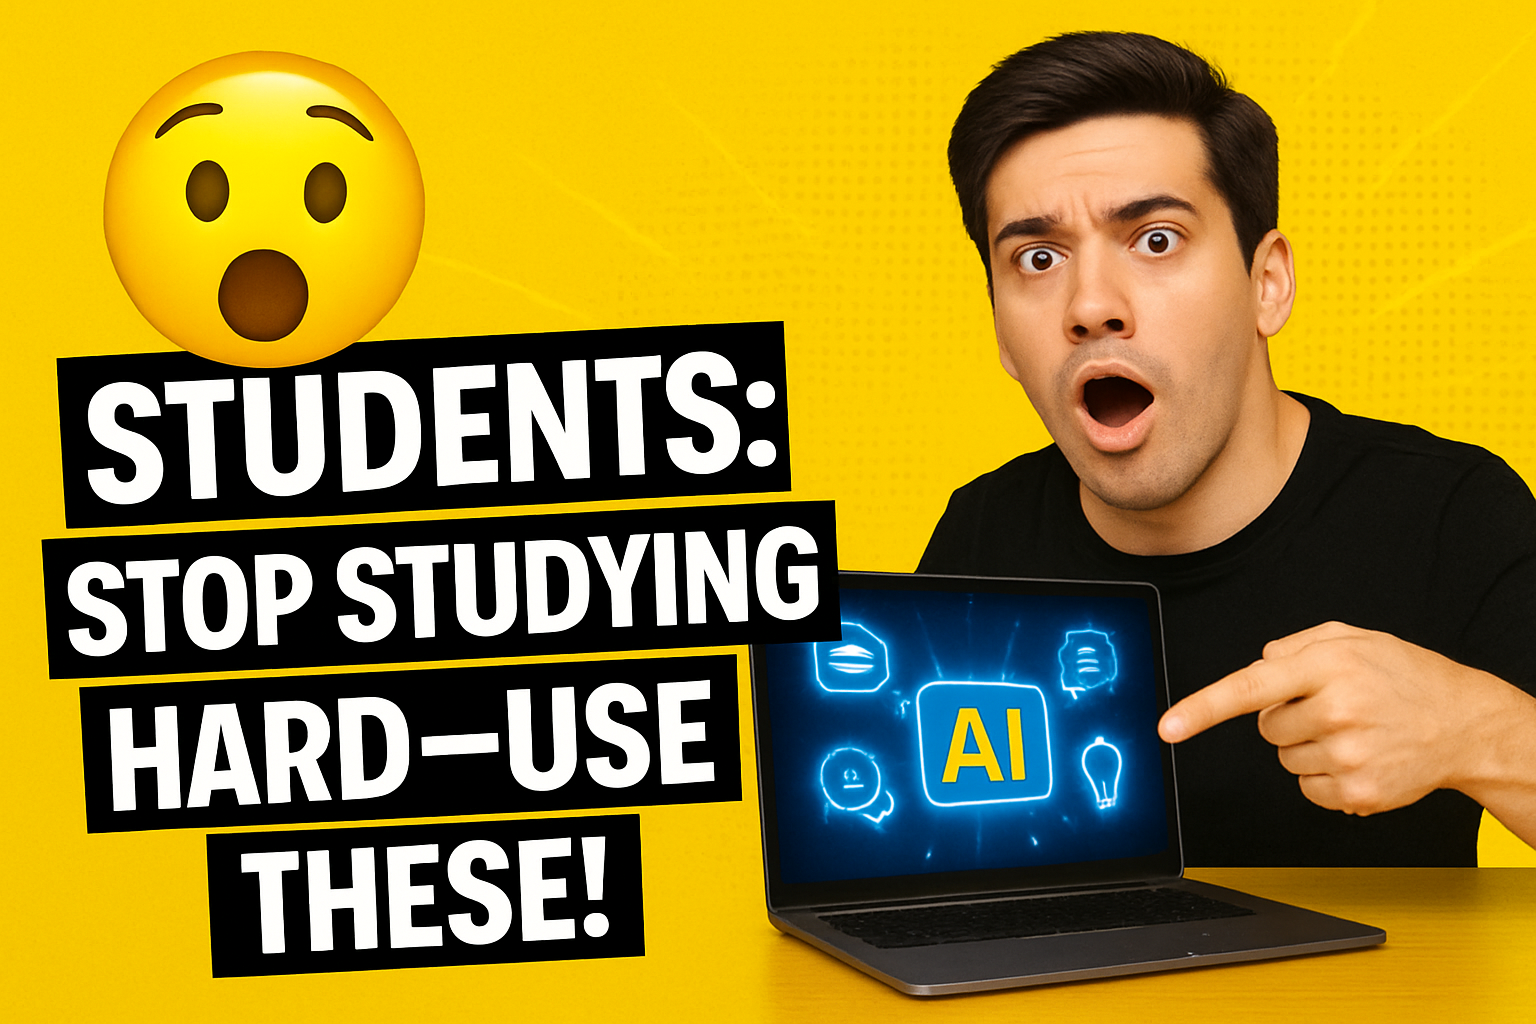 STUDENTS:
STOP STUDYING
HARD—USE
THESE!
AI